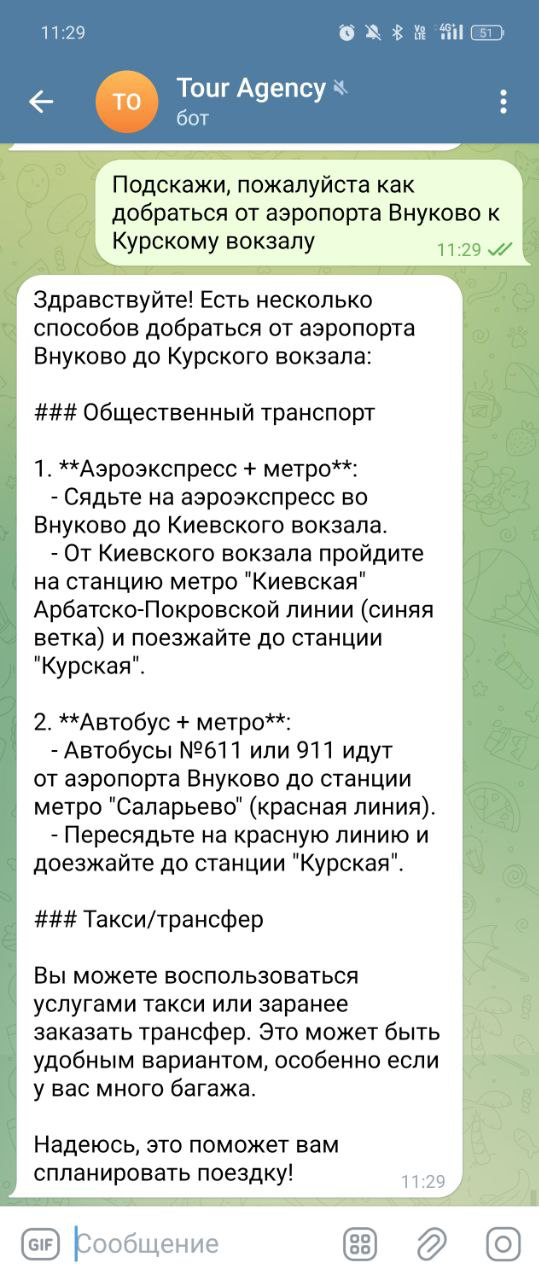 11:29
Vo LTE 4G+ 51
TO Tour Agency
бот
Подскажи, пожалуйста как
добраться от аэропорта Внуково к
Курскому вокзалу
11:29
Здравствуйте! Есть несколько
способов добраться от аэропорта
Внуково до Курского вокзала:
### Общественный транспорт
1. **Аэроэкспресс + метро**:
- Сядьте на аэроэкспресс во
Внуково до Киевского вокзала.
- От Киевского вокзала пройдите
на станцию метро "Киевская"
Арбатско-Покровской линии (синяя
ветка) и поезжайте до станции
"Курская".
2. **Автобус + метро**:
- Автобусы №611 или 911 идут
от аэропорта Внуково до станции
метро "Саларьево" (красная линия).
- Пересядьте на красную линию и
доезжайте до станции "Курская".
### Такси/трансфер
Вы можете воспользоваться
услугами такси или заранее
заказать трансфер. Это может быть
удобным вариантом, особенно если
у вас много багажа.
Надеюсь, это поможет вам
спланировать поездку!
11:29
GIF Сообщение